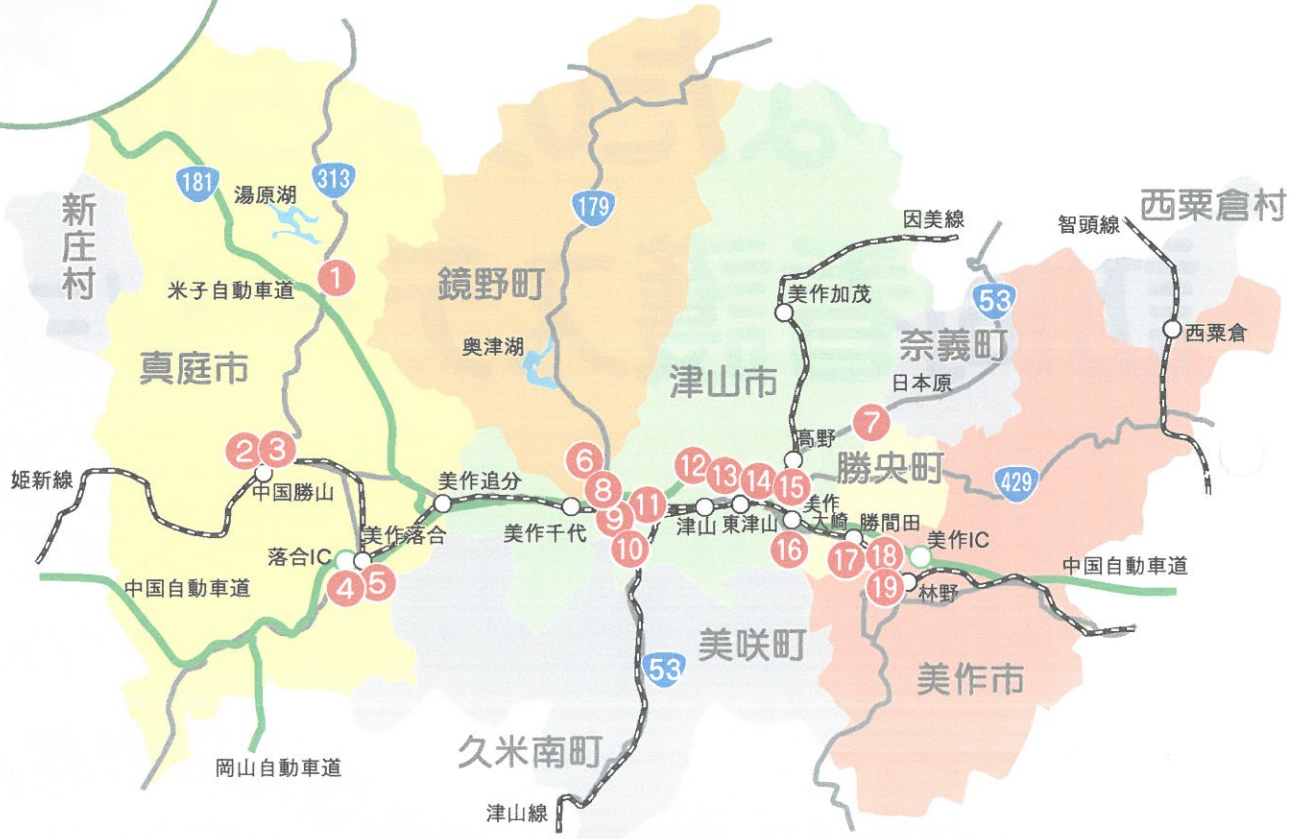 181
湯原湖
313
179
新庄村
西粟倉村
因美線
智頭線
米子自動車道
1
鏡野町
美作加茂
53
奥津湖
奈義町
西粟倉
真庭市
津山市
日本原
7
2
3
高野
勝央町
姫新線
中国勝山
美作追分
6
8
12
13
14
15
429
美作落合
美作千代
9
11
津山
東津山
美作
大崎
勝間田
落合IC
10
16
17
18
美作IC
中国自動車道
4
5
19
林野
中国自動車道
美咲町
53
美作市
久米南町
岡山自動車道
津山線